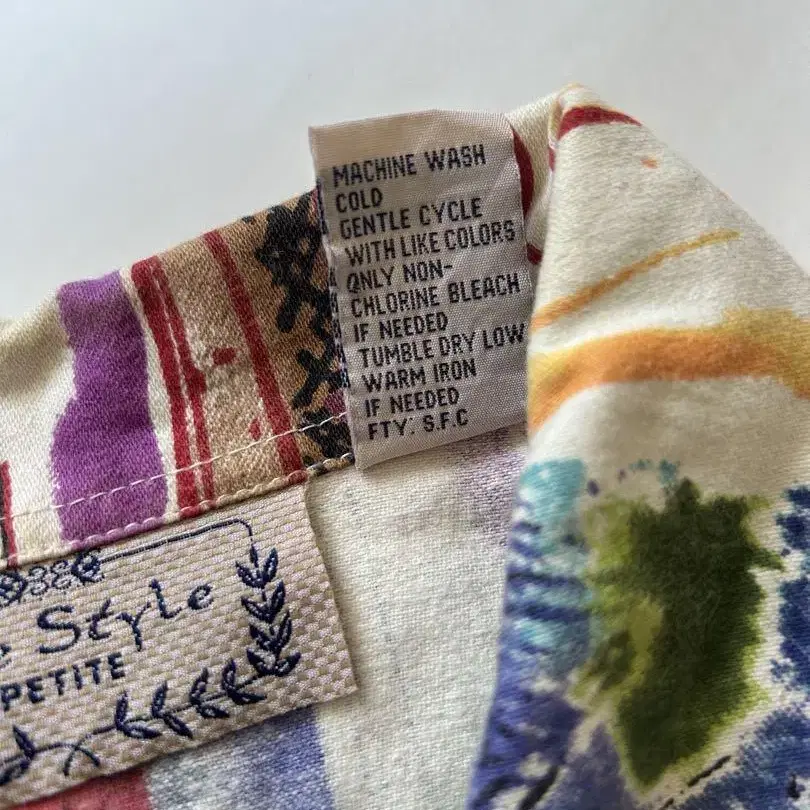 MACHINE WASH
COLD
GENTLE CYCLE
WITH LIKE COLORS
ONLY NON-
CHLORINE BLEACH
IF NEEDED
TUMBLE DRY LOW
WARM IRON
IF NEEDED
FTY: S.F.C
Style
PETITE